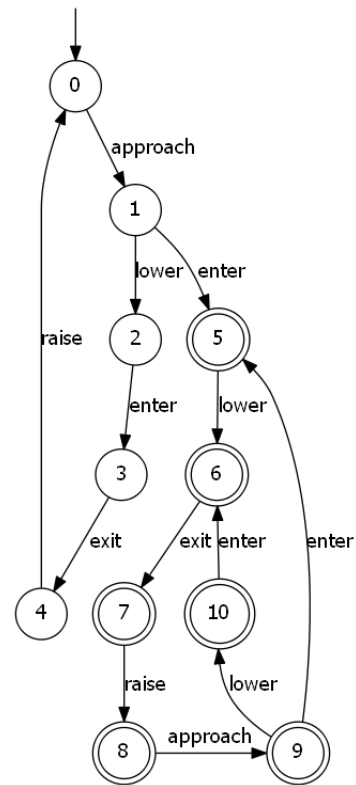 0
approach
1
lower enter
2 5
raise
enter lower
3 6
exit exit enter enter
4 7 10
raise lower
approach
8 9